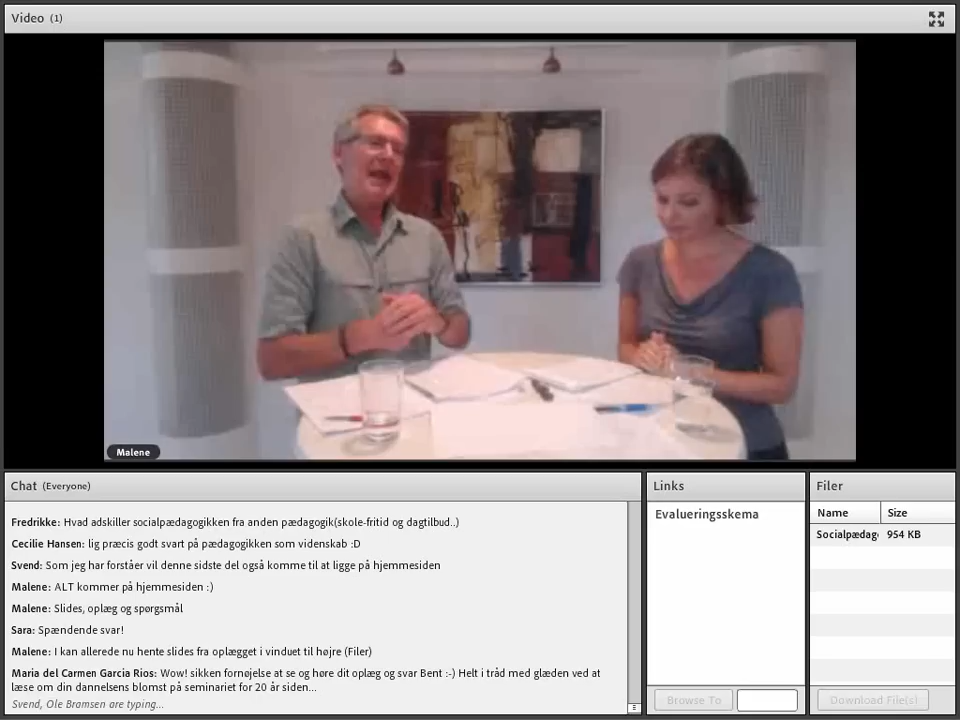 Video (1)
Malene
Chat (Everyone)
Fredrikke: Hvad adskiller socialpædagogikken fra anden pædagogik(skole-fritid og dagtilbud..)
Cecilie Hansen: lig præcis godt svart på pædagogikken som videnskab :D
Svend: Som jeg har forståer vil denne sidste del også komme til at ligge på hjemmesiden
Malene: ALT kommer på hjemmesiden :)
Malene: Slides, oplæg og spørgsmål
Sara: Spændende svar!
Malene: I kan allerede nu hente slides fra oplægget i vinduet til højre (Filer)
Maria del Carmen Garcia Rios: Wow! sikken fornøjelse at se og høre dit oplæg og svar Bent :-) Helt i tråd med glæden ved at
læse om din dannelsens blomst på seminariet for 20 år siden...
Svend, Ole Bramsen are typing...
Links
Evalueringsskema
Browse To
Filer
Name Size
Socialpædag 954 KB
Download File(s)